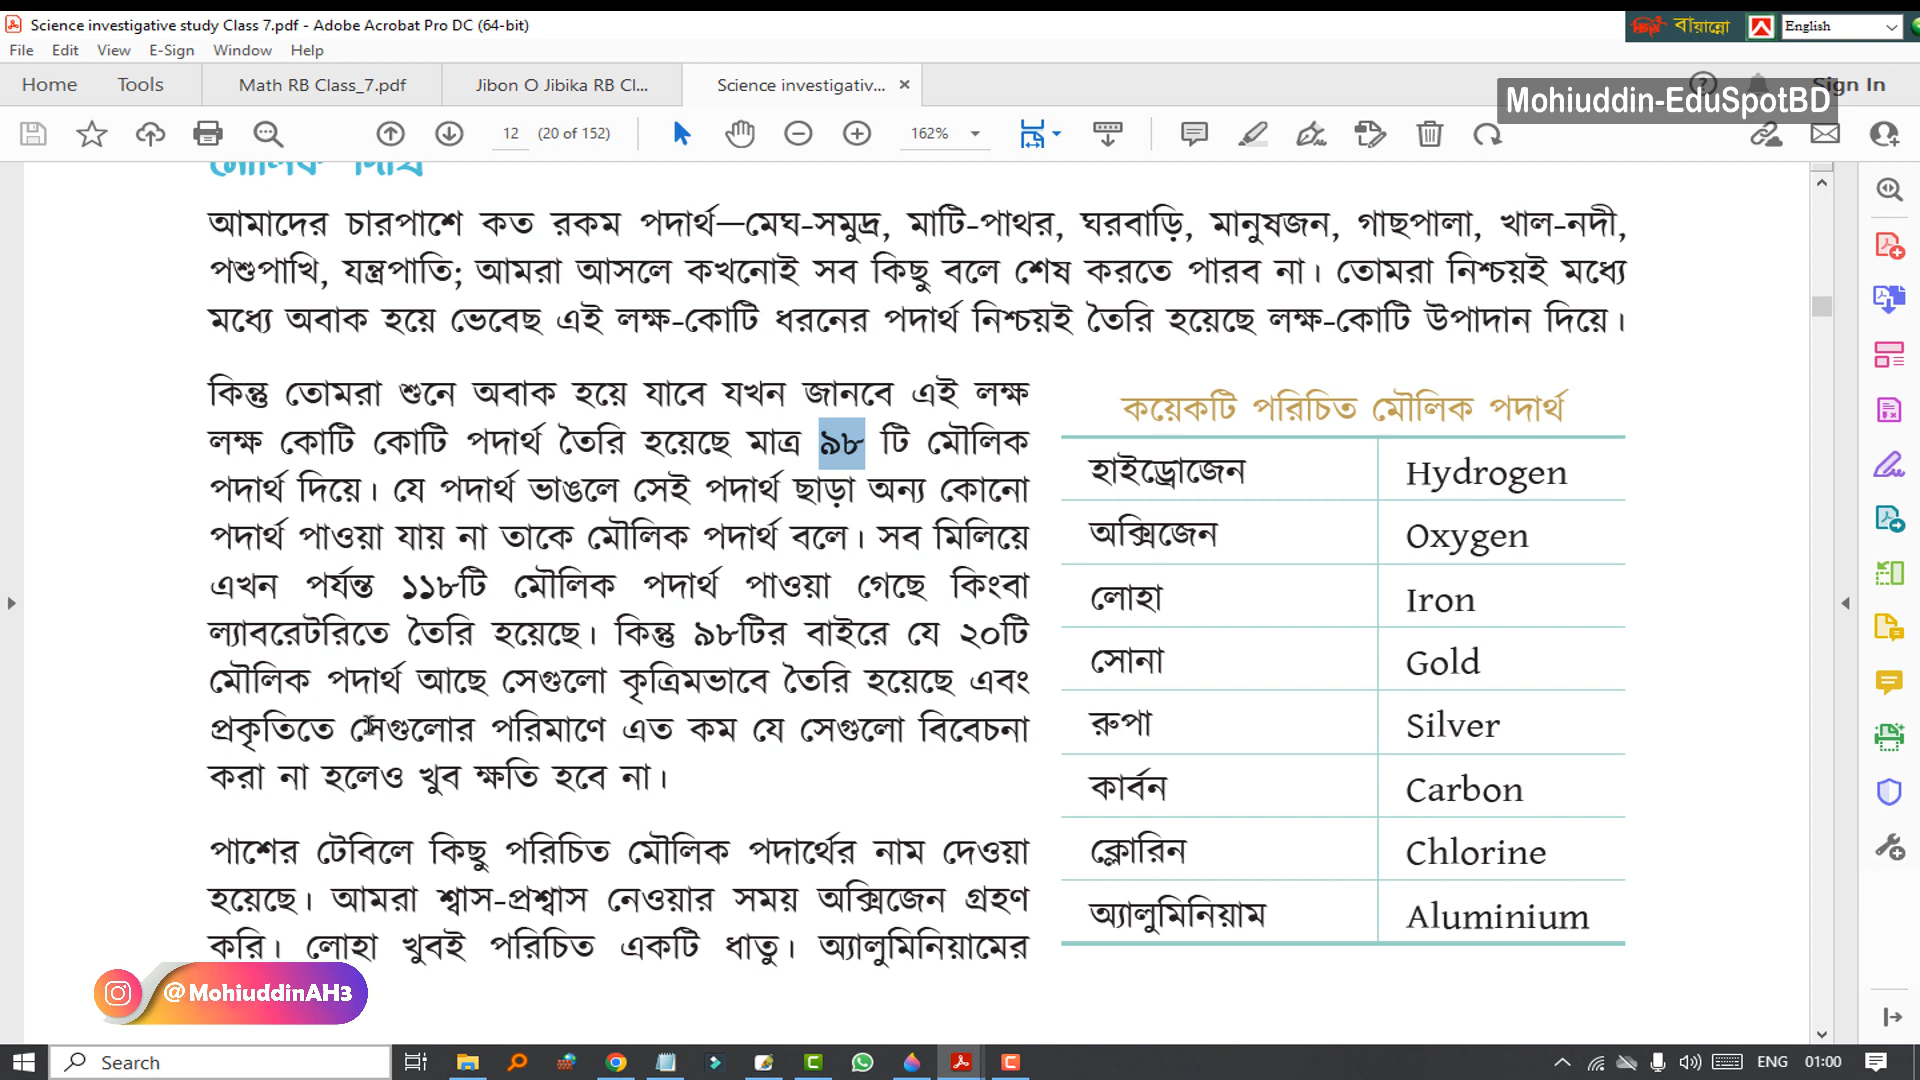 Science investigative study Class 7.pdf - Adobe Acrobat Pro DC (64-bit)
বায়ান্নো
English
File Edit View E-Sign Window Help
Home Tools Math RB Class_7.pdf Jibon O Jibika RB Cl... Science investigativ... Sign In
Mohiuddin-EduSpotBD
12 (20 of 152) 162%
মৌলিক পদার্থ
আমাদের চারপাশে কত রকম পদার্থ—মেঘ-সমুদ্র, মাটি-পাথর, ঘরবাড়ি, মানুষজন, গাছপালা, খাল-নদী,
পশুপাখি, যন্ত্রপাতি; আমরা আসলে কখনোই সব কিছু বলে শেষ করতে পারব না। তোমরা নিশ্চয়ই মধ্যে
মধ্যে অবাক হয়ে ভেবেছ এই লক্ষ-কোটি ধরনের পদার্থ নিশ্চয়ই তৈরি হয়েছে লক্ষ-কোটি উপাদান দিয়ে।
কিন্তু তোমরা শুনে অবাক হয়ে যাবে যখন জানবে এই লক্ষ
লক্ষ কোটি কোটি পদার্থ তৈরি হয়েছে মাত্র ৯৮ টি মৌলিক
পদার্থ দিয়ে। যে পদার্থ ভাঙলে সেই পদার্থ ছাড়া অন্য কোনো
পদার্থ পাওয়া যায় না তাকে মৌলিক পদার্থ বলে। সব মিলিয়ে
এখন পর্যন্ত ১১৮টি মৌলিক পদার্থ পাওয়া গেছে কিংবা
ল্যাবরেটরিতে তৈরি হয়েছে। কিন্তু ৯৮টির বাইরে যে ২০টি
মৌলিক পদার্থ আছে সেগুলো কৃত্রিমভাবে তৈরি হয়েছে এবং
প্রকৃতিতে সেগুলোর পরিমাণে এত কম যে সেগুলো বিবেচনা
করা না হলেও খুব ক্ষতি হবে না।
পাশের টেবিলে কিছু পরিচিত মৌলিক পদার্থের নাম দেওয়া
হয়েছে। আমরা শ্বাস-প্রশ্বাস নেওয়ার সময় অক্সিজেন গ্রহণ
করি। লোহা খুবই পরিচিত একটি ধাতু। অ্যালুমিনিয়ামের
কয়েকটি পরিচিত মৌলিক পদার্থ
হাইড্রোজেন Hydrogen
অক্সিজেন Oxygen
লোহা Iron
সোনা Gold
রুপা Silver
কার্বন Carbon
ক্লোরিন Chlorine
অ্যালুমিনিয়াম Aluminium
@MohiuddinAH3
Search ENG 01:00